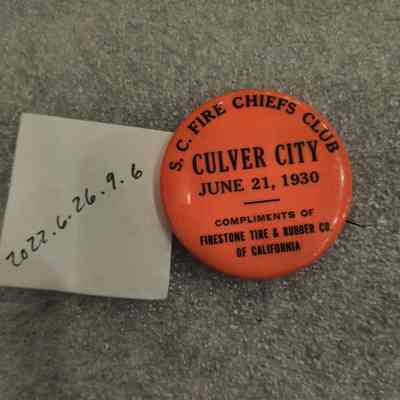 S. C. FIRE CHIEFS CLUB
CULVER CITY
JUNE 21, 1930
COMPLIMENTS OF
FIRESTONE TIRE & RUBBER CO.
OF CALIFORNIA
2022.6.26.9.6